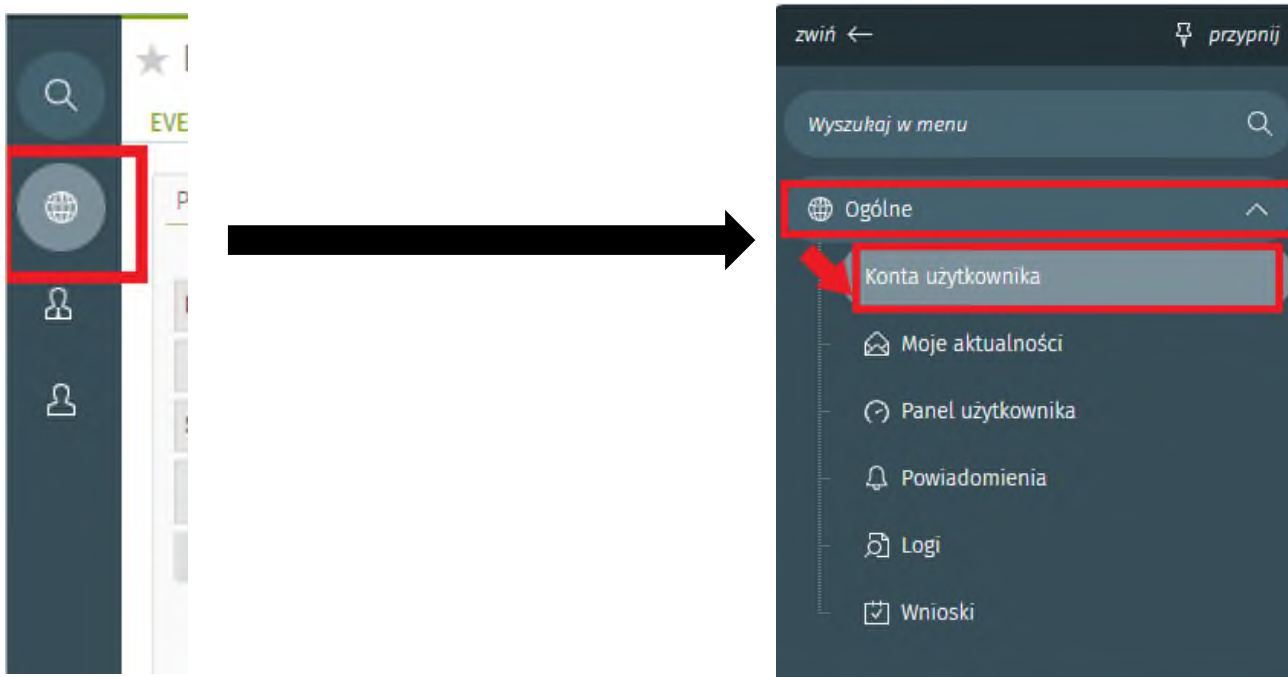 EVE
zwiń ← przypnij
Wyszukaj w menu
Ogólne
Konta użytkownika
Moje aktualności
Panel użytkownika
Powiadomienia
Logi
Wnioski